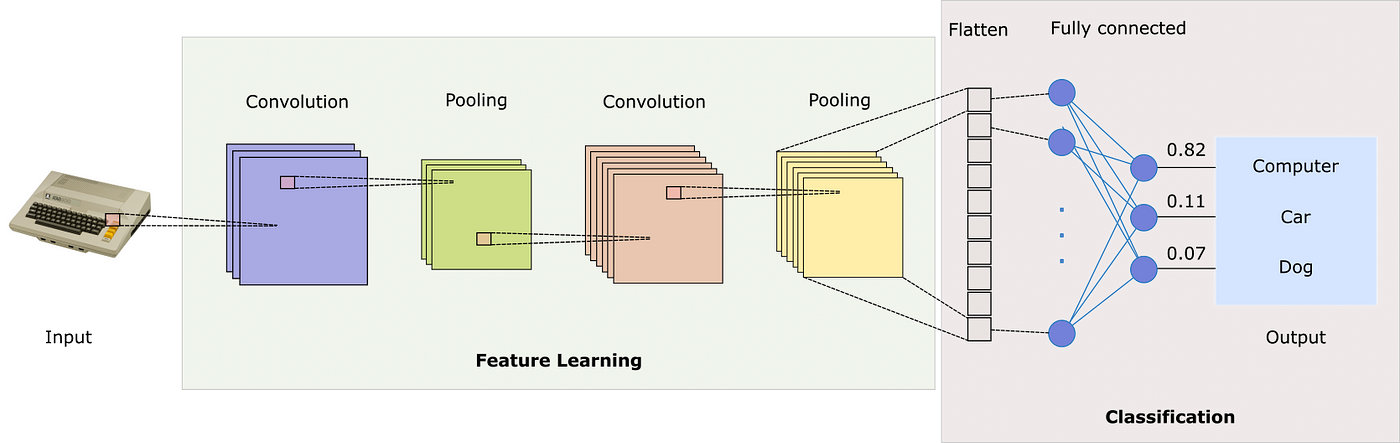 Flatten
Fully connected
Convolution
Pooling
Convolution
Pooling
0.82
Computer
0.11
Car
0.07
Dog
Input
Output
Feature Learning
Classification